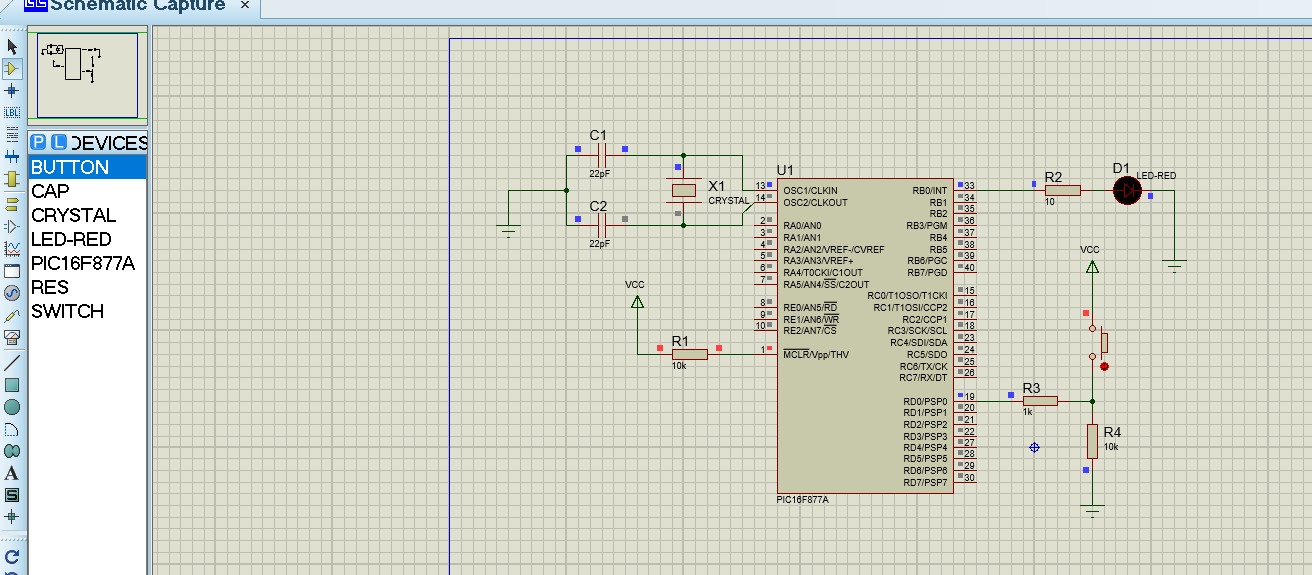 Schematic Capture ×
P L DEVICES
BUTTON
CAP
CRYSTAL
LED-RED
PIC16F877A
RES
SWITCH
LBL
A
S
C1
22pF
C2
22pF
X1
CRYSTAL
VCC
R1
10k
U1
13 OSC1/CLKIN
14 OSC2/CLKOUT
2 RA0/AN0
3 RA1/AN1
4 RA2/AN2/VREF-/CVREF
5 RA3/AN3/VREF+
6 RA4/T0CKI/C1OUT
7 RA5/AN4/SS/C2OUT
8 RE0/AN5/RD
9 RE1/AN6/WR
10 RE2/AN7/CS
1 MCLR/Vpp/THV
RB0/INT 33
RB1 34
RB2 35
RB3/PGM 36
RB4 37
RB5 38
RB6/PGC 39
RB7/PGD 40
RC0/T1OSO/T1CKI 15
RC1/T1OSI/CCP2 16
RC2/CCP1 17
RC3/SCK/SCL 18
RC4/SDI/SDA 23
RC5/SDO 24
RC6/TX/CK 25
RC7/RX/DT 26
RD0/PSP0 19
RD1/PSP1 20
RD2/PSP2 21
RD3/PSP3 22
RD4/PSP4 27
RD5/PSP5 28
RD6/PSP6 29
RD7/PSP7 30
PIC16F877A
R2
10
D1
LED-RED
VCC
R3
1k
R4
10k